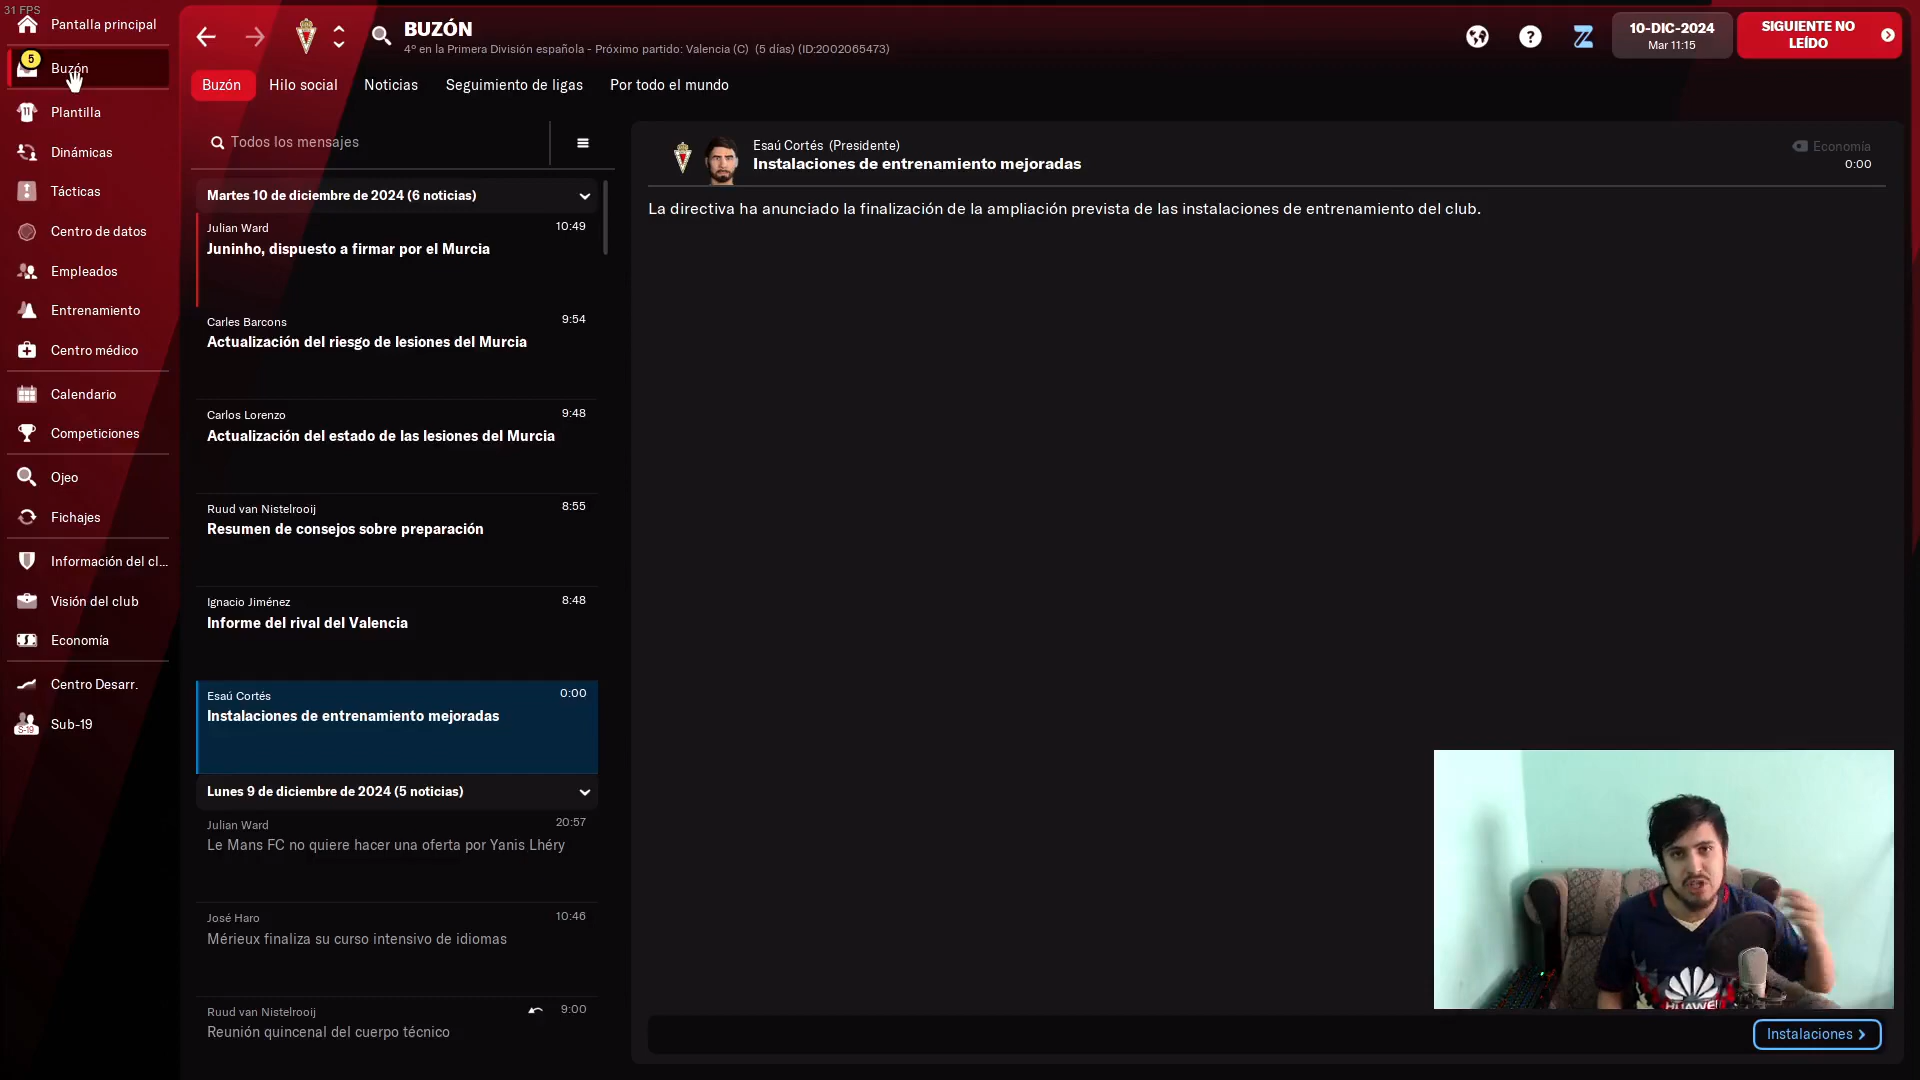 31 FPS
Pantalla principal
5
Buzón
Plantilla
Dinámicas
Tácticas
Centro de datos
Empleados
Entrenamiento
Centro médico
Calendario
Competiciones
Ojeo
Fichajes
Información del cl...
Visión del club
Economía
Centro Desarr.
S-19
Sub-19
BUZÓN
4º en la Primera División española - Próximo partido: Valencia (C) (5 días) (ID:2002065473)
10-DIC-2024
Mar 11:15
SIGUIENTE NO
LEÍDO
Buzón
Hilo social
Noticias
Seguimiento de ligas
Por todo el mundo
Todos los mensajes
Martes 10 de diciembre de 2024 (6 noticias)
Julian Ward
10:49
Juninho, dispuesto a firmar por el Murcia
Carles Barcons
9:54
Actualización del riesgo de lesiones del Murcia
Carlos Lorenzo
9:48
Actualización del estado de las lesiones del Murcia
Ruud van Nistelrooij
8:55
Resumen de consejos sobre preparación
Ignacio Jiménez
8:48
Informe del rival del Valencia
Esaú Cortés
0:00
Instalaciones de entrenamiento mejoradas
Lunes 9 de diciembre de 2024 (5 noticias)
Julian Ward
20:57
Le Mans FC no quiere hacer una oferta por Yanis Lhéry
José Haro
10:46
Mérieux finaliza su curso intensivo de idiomas
Ruud van Nistelrooij
9:00
Reunión quincenal del cuerpo técnico
Esaú Cortés (Presidente)
Instalaciones de entrenamiento mejoradas
Economía
0:00
La directiva ha anunciado la finalización de la ampliación prevista de las instalaciones de entrenamiento del club.
HUAWEI
Instalaciones